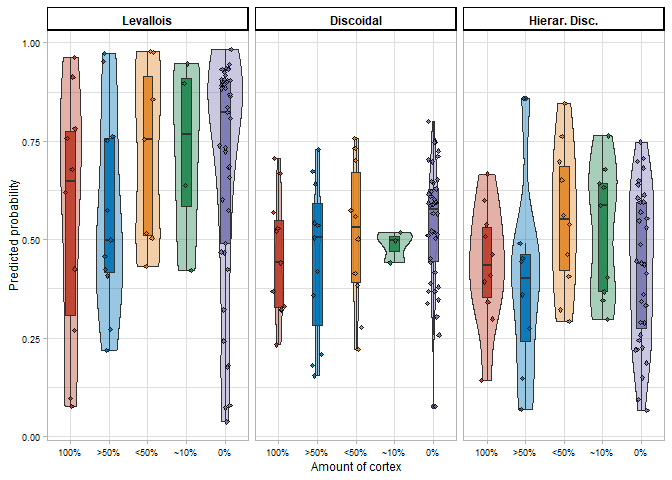 Levallois Discoidal Hierar. Disc.
1.00
0.75
0.50
0.25
0.00
Predicted probability
100% >50% <50% ~10% 0% 100% >50% <50% ~10% 0% 100% >50% <50% ~10% 0%
Amount of cortex